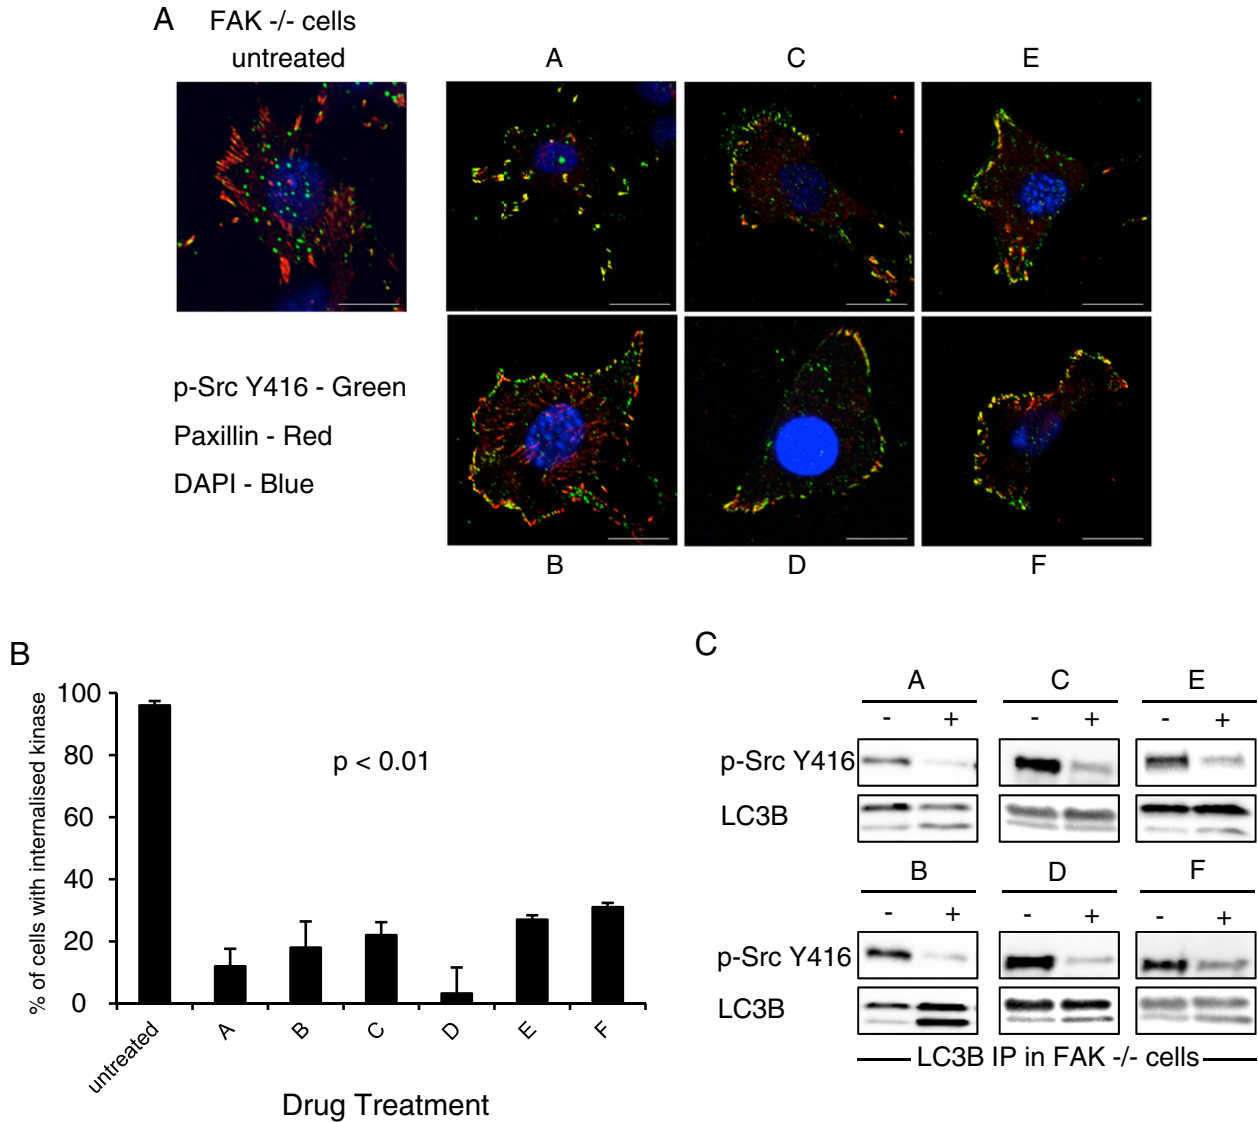 A FAK -/- cells
untreated
A C E
p-Src Y416 - Green
Paxillin - Red
DAPI - Blue
B D F
B
% of cells with internalised kinase
100
80
60
40
20
0
p < 0.01
untreated A B C D E F
Drug Treatment
C
A C E
- + - + - +
p-Src Y416
LC3B
B D F
- + - + - +
p-Src Y416
LC3B
LC3B IP in FAK -/- cells